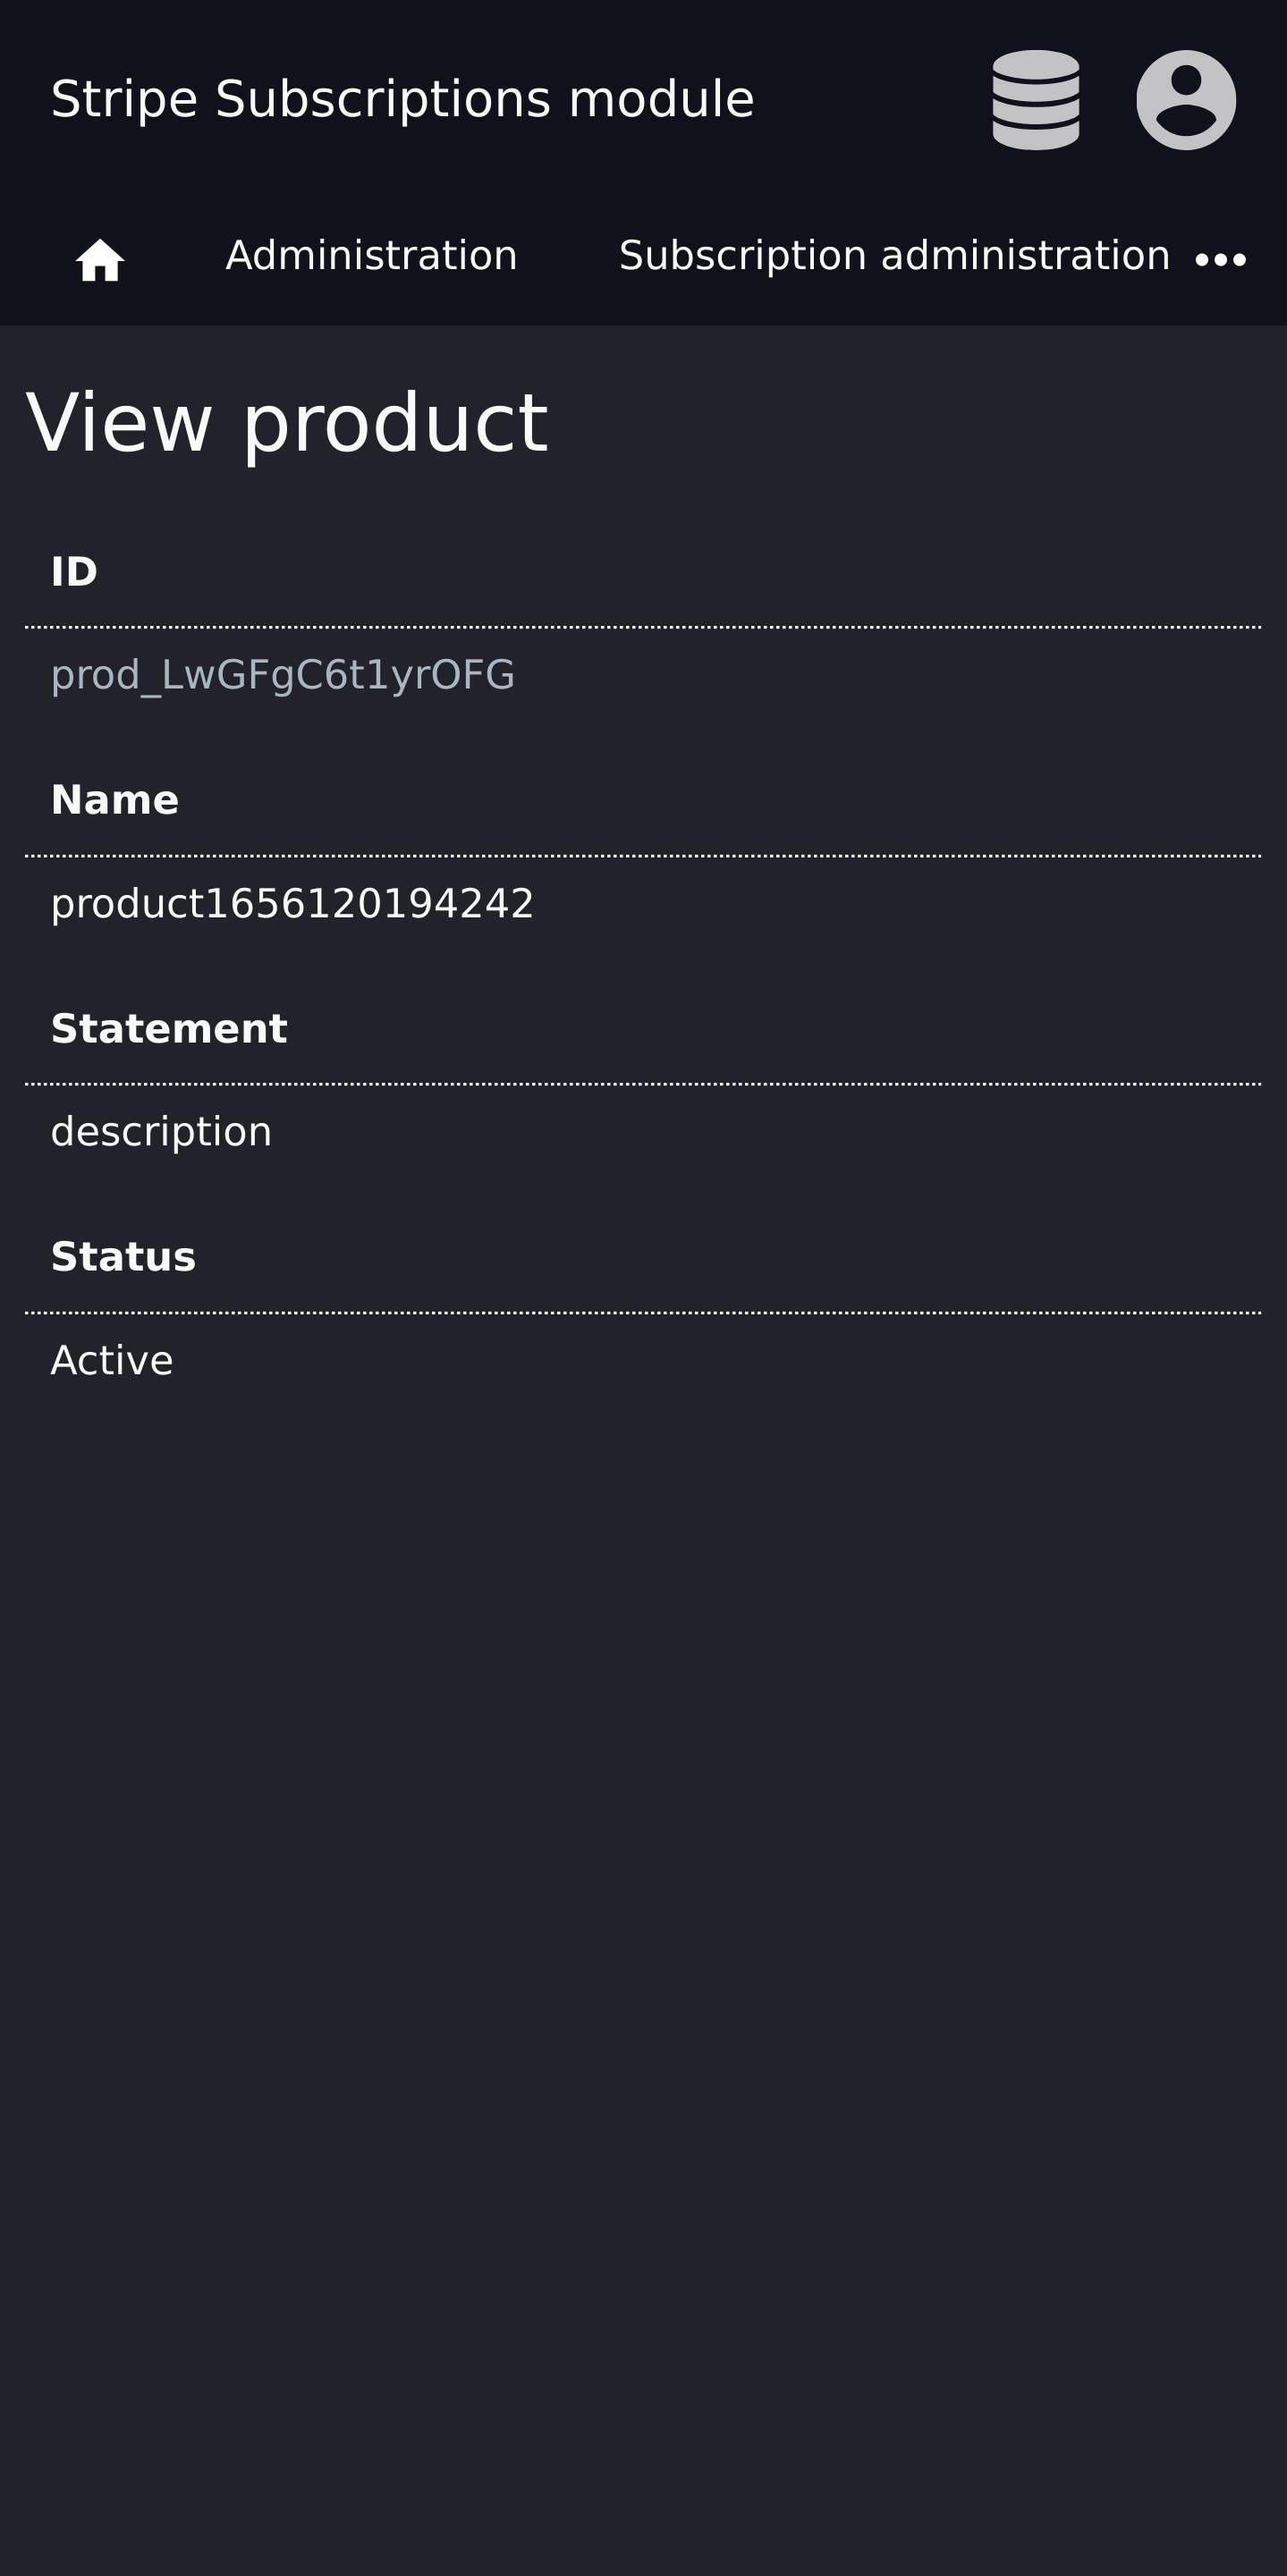 Stripe Subscriptions module
Administration Subscription administration
View product
ID
prod_LwGFgC6t1yrOFG
Name
product1656120194242
Statement
description
Status
Active